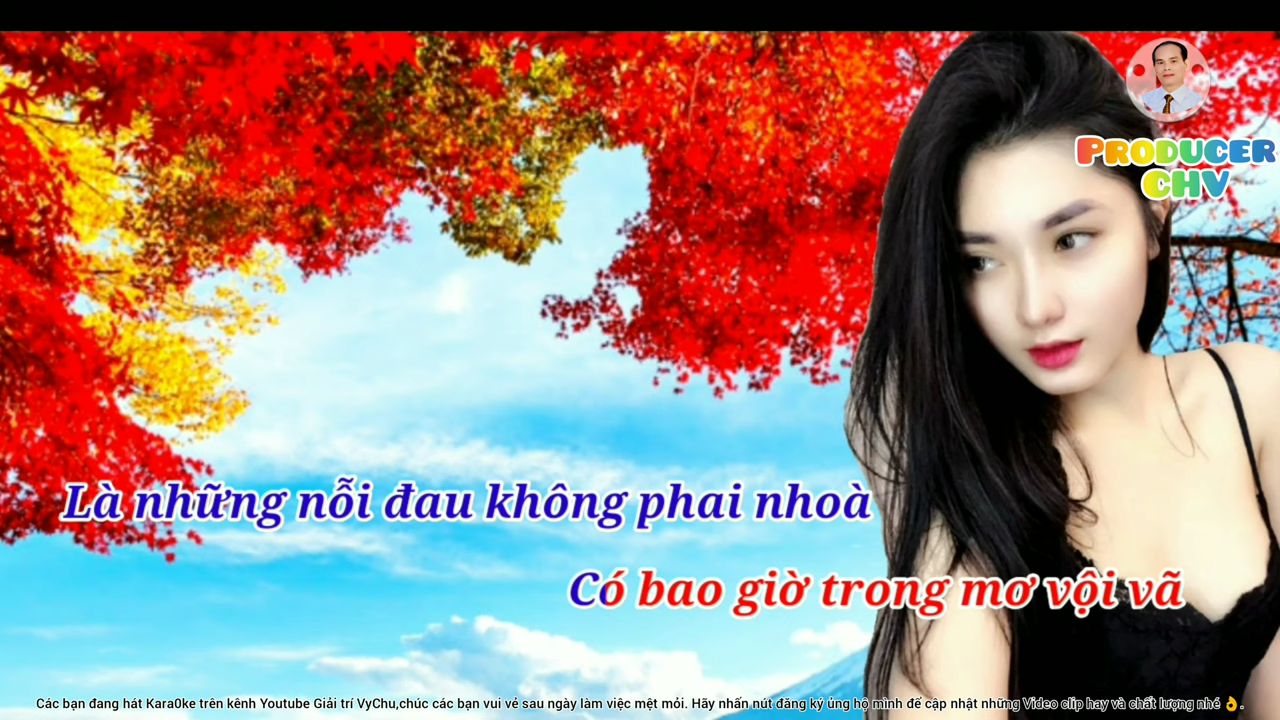 PRODUCER
CHV
Là những nỗi đau không phai nhoà
Có bao giờ trong mơ vội vã
Các bạn đang hát Kara0ke trên kênh Youtube Giải trí VyChu,chúc các bạn vui vẻ sau ngày làm việc mệt mỏi. Hãy nhấn nút đăng ký ủng hộ mình để cập nhật những Video clip hay và chất lượng nhé 👌.